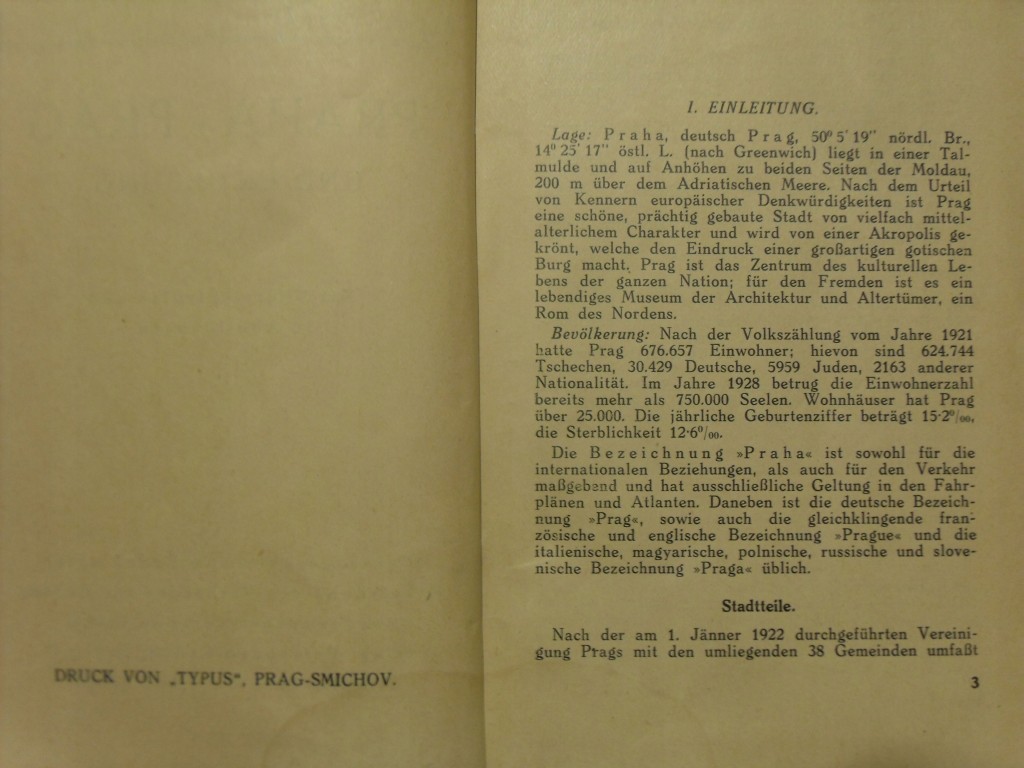 DRUCK VON „TYPUS“, PRAG-SMICHOV.
I. EINLEITUNG.
Lage: Praha, deutsch Prag, 50⁰ 5′ 19″ nördl. Br.,
14⁰ 25′ 17″ östl. L. (nach Greenwich) liegt in einer Tal-
mulde und auf Anhöhen zu beiden Seiten der Moldau,
200 m über dem Adriatischen Meere. Nach dem Urteil
von Kennern europäischer Denkwürdigkeiten ist Prag
eine schöne, prächtig gebaute Stadt von vielfach mittel-
alterlichem Charakter und wird von einer Akropolis ge-
krönt, welche den Eindruck einer großartigen gotischen
Burg macht. Prag ist das Zentrum des kulturellen Le-
bens der ganzen Nation; für den Fremden ist es ein
lebendiges Museum der Architektur und Altertümer, ein
Rom des Nordens.
Bevölkerung: Nach der Volkszählung vom Jahre 1921
hatte Prag 676.657 Einwohner; hievon sind 624.744
Tschechen, 30.429 Deutsche, 5959 Juden, 2163 anderer
Nationalität. Im Jahre 1928 betrug die Einwohnerzahl
bereits mehr als 750.000 Seelen. Wohnhäuser hat Prag
über 25.000. Die jährliche Geburtenziffer beträgt 15·2⁰/₀₀,
die Sterblichkeit 12·6⁰/₀₀.
Die Bezeichnung »Praha« ist sowohl für die
internationalen Beziehungen, als auch für den Verkehr
maßgebend und hat ausschließliche Geltung in den Fahr-
plänen und Atlanten. Daneben ist die deutsche Bezeich-
nung »Prag«, sowie auch die gleichklingende fran-
zösische und englische Bezeichnung »Prague« und die
italienische, magyarische, polnische, russische und slove-
nische Bezeichnung »Praga« üblich.
Stadtteile.
Nach der am 1. Jänner 1922 durchgeführten Vereini-
gung Prags mit den umliegenden 38 Gemeinden umfaßt
3